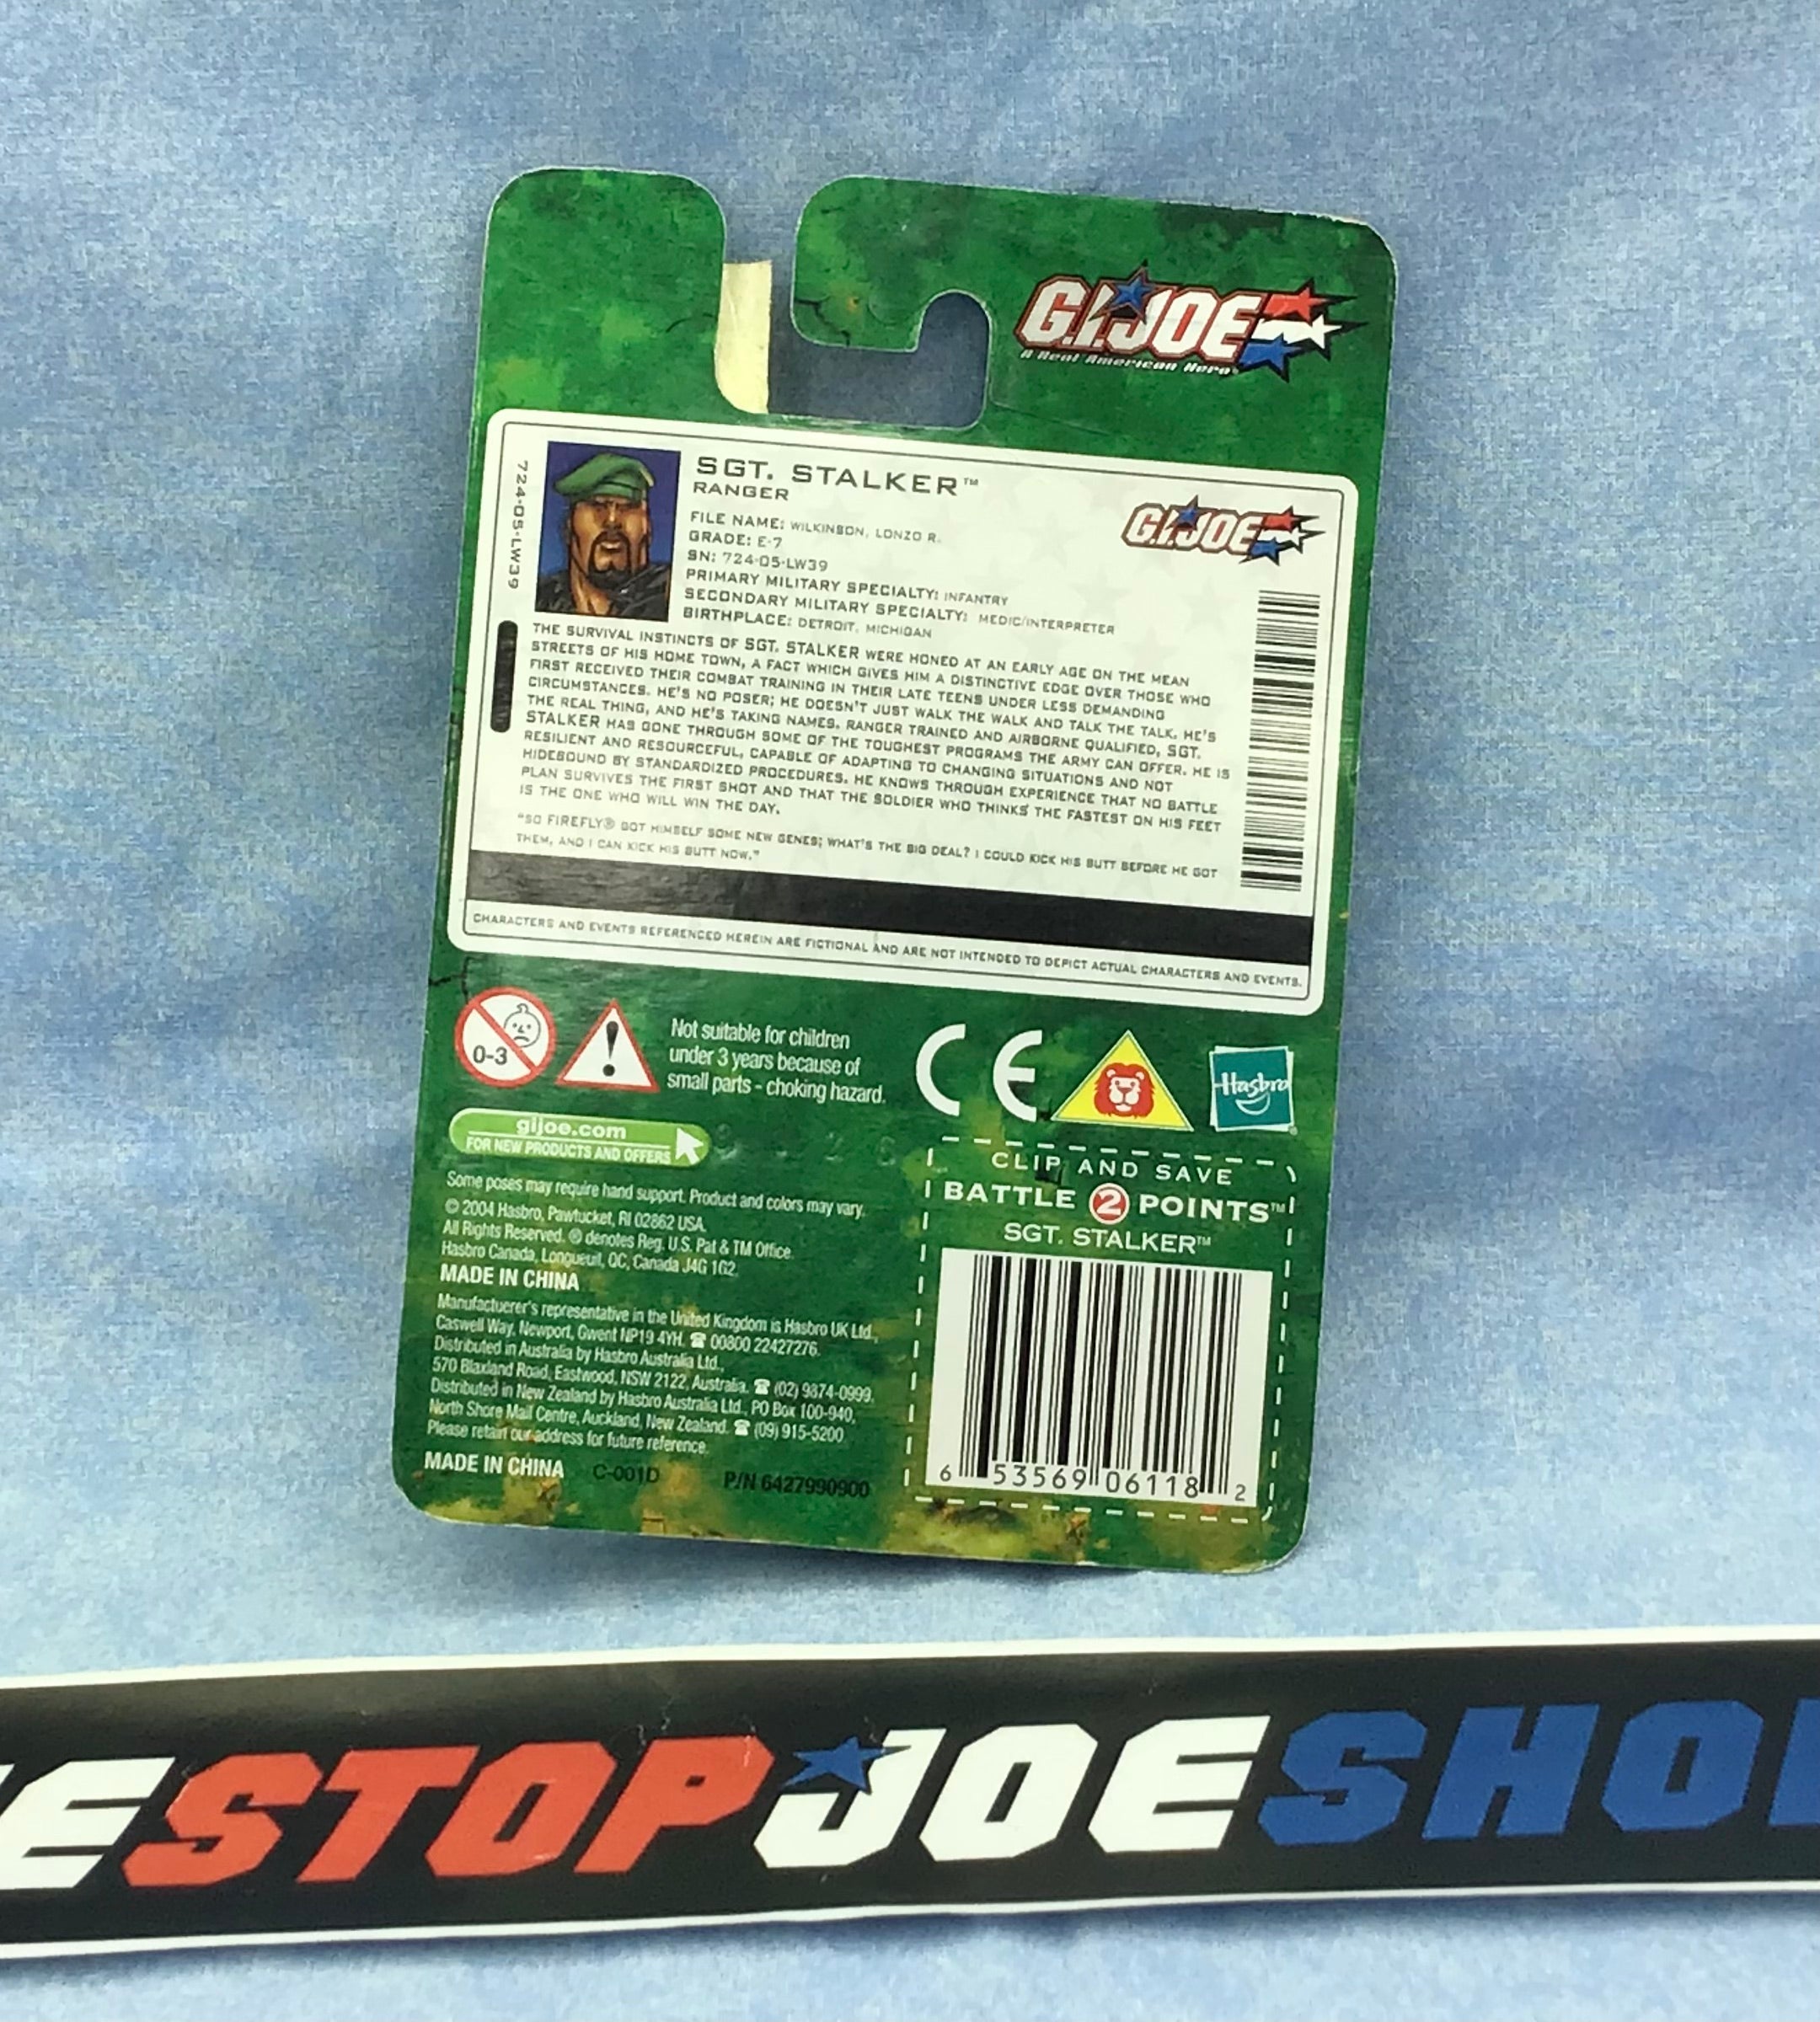 G.I.JOE
A Real American Hero®
724-05-LW39
SGT. STALKER™
RANGER
G.I.JOE
FILE NAME: WILKINSON, LONZO R.
GRADE: E-7
SN: 724-05-LW39
PRIMARY MILITARY SPECIALTY: INFANTRY
SECONDARY MILITARY SPECIALTY: MEDIC/INTERPRETER
BIRTHPLACE: DETROIT, MICHIGAN
THE SURVIVAL INSTINCTS OF SGT. STALKER WERE HONED AT AN EARLY AGE ON THE MEAN
STREETS OF HIS HOME TOWN, A FACT WHICH GIVES HIM A DISTINCTIVE EDGE OVER THOSE WHO
FIRST RECEIVED THEIR COMBAT TRAINING IN THEIR LATE TEENS UNDER LESS DEMANDING
CIRCUMSTANCES. HE'S NO POSER; HE DOESN'T JUST WALK THE WALK AND TALK THE TALK. HE'S
THE REAL THING, AND HE'S TAKING NAMES. RANGER TRAINED AND AIRBORNE QUALIFIED, SGT.
STALKER HAS GONE THROUGH SOME OF THE TOUGHEST PROGRAMS THE ARMY CAN OFFER. HE IS
RESILIENT AND RESOURCEFUL, CAPABLE OF ADAPTING TO CHANGING SITUATIONS AND NOT
HIDEBOUND BY STANDARDIZED PROCEDURES. HE KNOWS THROUGH EXPERIENCE THAT NO BATTLE
PLAN SURVIVES THE FIRST SHOT AND THAT THE SOLDIER WHO THINKS THE FASTEST ON HIS FEET
IS THE ONE WHO WILL WIN THE DAY.
"SO FIREFLY® GOT HIMSELF SOME NEW GENES; WHAT'S THE BIG DEAL? I COULD KICK HIS BUTT BEFORE HE GOT
THEM, AND I CAN KICK HIS BUTT NOW."
CHARACTERS AND EVENTS REFERENCED HEREIN ARE FICTIONAL AND ARE NOT INTENDED TO DEPICT ACTUAL CHARACTERS AND EVENTS.
0-3
!
Not suitable for children
under 3 years because of
small parts - choking hazard.
CE
Hasbro
gijoe.com
FOR NEW PRODUCTS AND OFFERS
Some poses may require hand support. Product and colors may vary.
© 2004 Hasbro, Pawtucket, RI 02862 USA.
All Rights Reserved. ® denotes Reg. U.S. Pat & TM Office.
Hasbro Canada, Longueuil, QC, Canada J4G 1G2.
MADE IN CHINA
Manufactuerer's representative in the United Kingdom is Hasbro UK Ltd.,
Caswell Way, Newport, Gwent NP19 4YH. ☎ 00800 22427276.
Distributed in Australia by Hasbro Australia Ltd.,
570 Blaxland Road, Eastwood, NSW 2122, Australia. ☎ (02) 9874-0999.
Distributed in New Zealand by Hasbro Australia Ltd., PO Box 100-940,
North Shore Mail Centre, Auckland, New Zealand. ☎ (09) 915-5200.
Please retain our address for future reference.
MADE IN CHINA C-001D P/N 6427990900
CLIP AND SAVE
BATTLE 2 POINTS™
SGT. STALKER™
6 53569 06118 2
ESTOPJOESHO